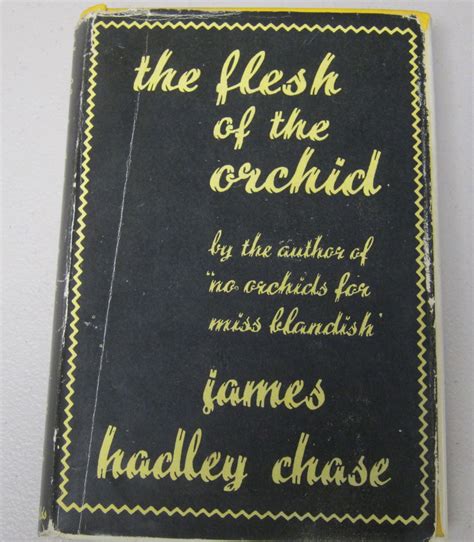 the flesh
of the
orchid
by the author of
"no orchids for
miss blandish"
james
hadley chase